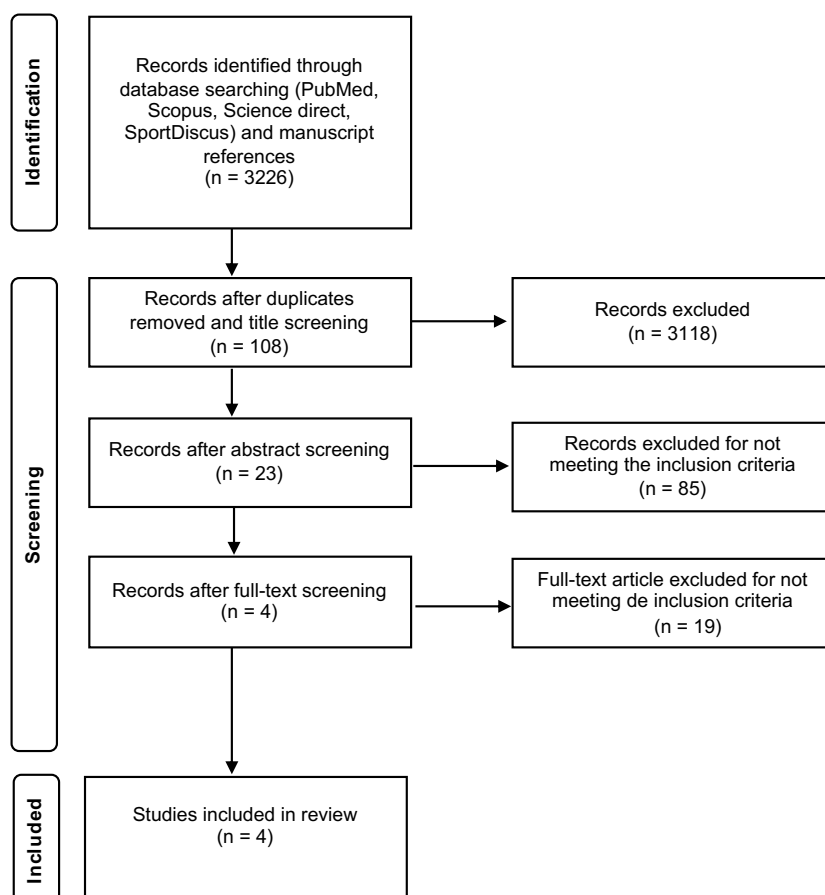 Identification
Records identified through
database searching (PubMed,
Scopus, Science direct,
SportDiscus) and manuscript
references
(n = 3226)
Screening
Records after duplicates
removed and title screening
(n = 108)
Records excluded
(n = 3118)
Records after abstract screening
(n = 23)
Records excluded for not
meeting the inclusion criteria
(n = 85)
Records after full-text screening
(n = 4)
Full-text article excluded for not
meeting de inclusion criteria
(n = 19)
Included
Studies included in review
(n = 4)